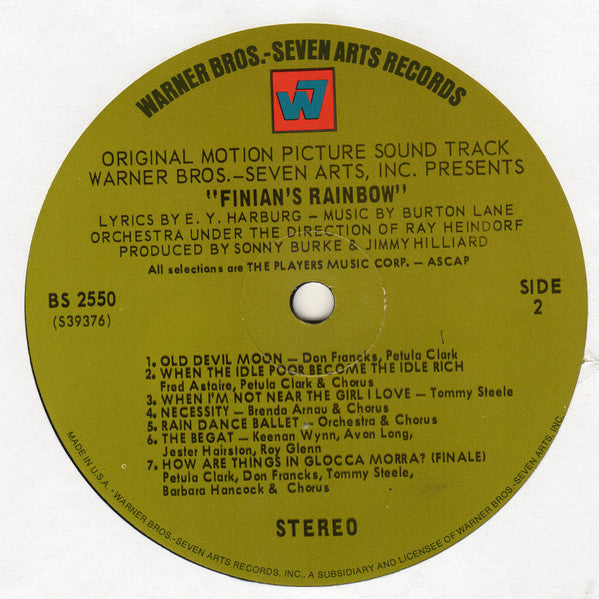 WARNER BROS.-SEVEN ARTS RECORDS
W7
ORIGINAL MOTION PICTURE SOUND TRACK
WARNER BROS.—SEVEN ARTS, INC. PRESENTS
"FINIAN'S RAINBOW"
LYRICS BY E. Y. HARBURG — MUSIC BY BURTON LANE
ORCHESTRA UNDER THE DIRECTION OF RAY HEINDORF
PRODUCED BY SONNY BURKE & JIMMY HILLIARD
All selections are THE PLAYERS MUSIC CORP. — ASCAP
BS 2550
(S39376)
SIDE
2
1. OLD DEVIL MOON — Don Francks, Petula Clark
2. WHEN THE IDLE POOR BECOME THE IDLE RICH
Fred Astaire, Petula Clark & Chorus
3. WHEN I'M NOT NEAR THE GIRL I LOVE — Tommy Steele
4. NECESSITY — Brenda Arnau & Chorus
5. RAIN DANCE BALLET — Orchestra & Chorus
6. THE BEGAT — Keenan Wynn, Avon Long,
Jester Hairston, Roy Glenn
7. HOW ARE THINGS IN GLOCCA MORRA? (FINALE)
Petula Clark, Don Francks, Tommy Steele,
Barbara Hancock & Chorus
STEREO
MADE IN U.S.A. · WARNER BROS.-SEVEN ARTS RECORDS, INC., A SUBSIDIARY AND LICENSEE OF WARNER BROS.-SEVEN ARTS, INC.